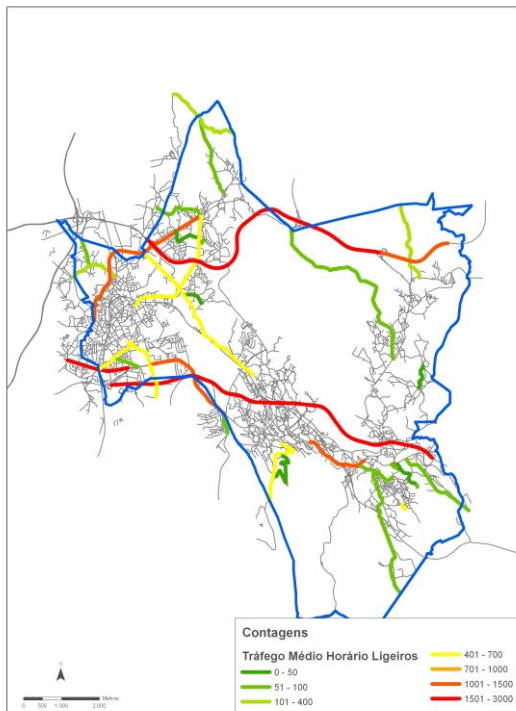 N
0 500 1.000 2.000
Metros
Contagens
Tráfego Médio Horário Ligeiros
0 - 50
51 - 100
101 - 400
401 - 700
701 - 1000
1001 - 1500
1501 - 3000